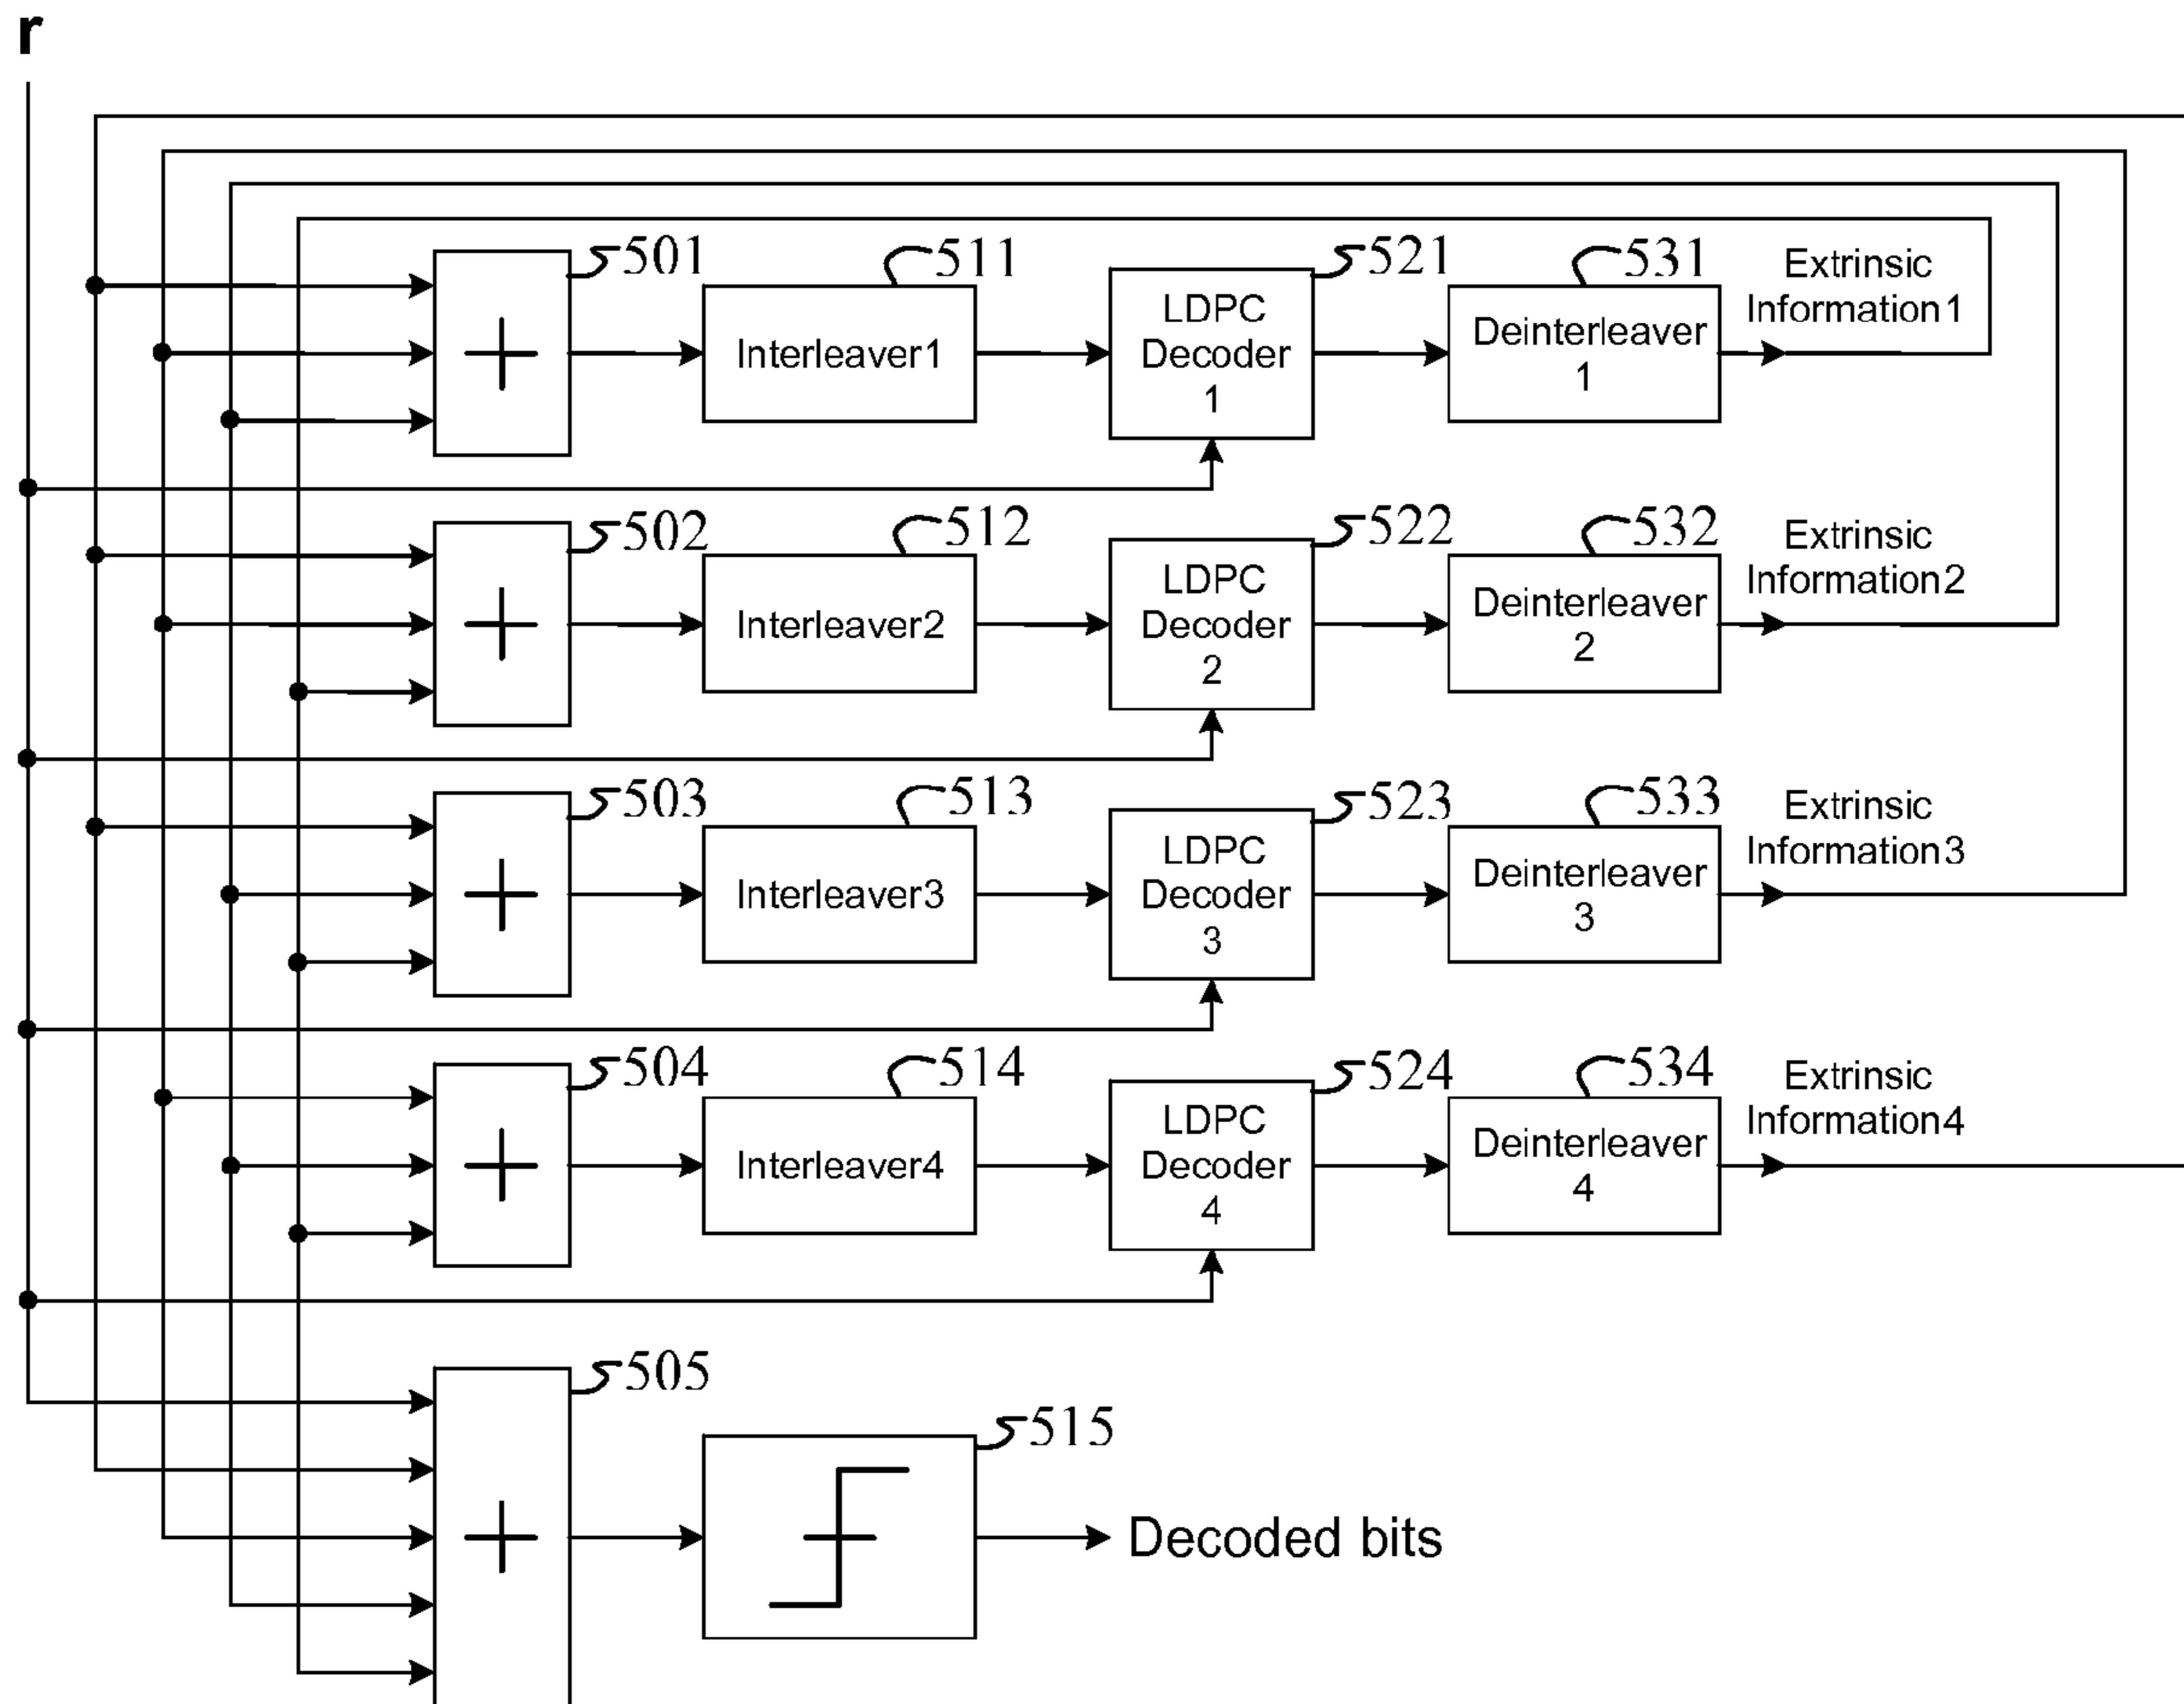 r
501
511
521
531
Extrinsic
Information1
+
Interleaver1
LDPC
Decoder
1
Deinterleaver
1
502
512
522
532
Extrinsic
Information2
+
Interleaver2
LDPC
Decoder
2
Deinterleaver
2
503
513
523
533
Extrinsic
Information3
+
Interleaver3
LDPC
Decoder
3
Deinterleaver
3
504
514
524
534
Extrinsic
Information4
+
Interleaver4
LDPC
Decoder
4
Deinterleaver
4
505
515
+
Decoded bits